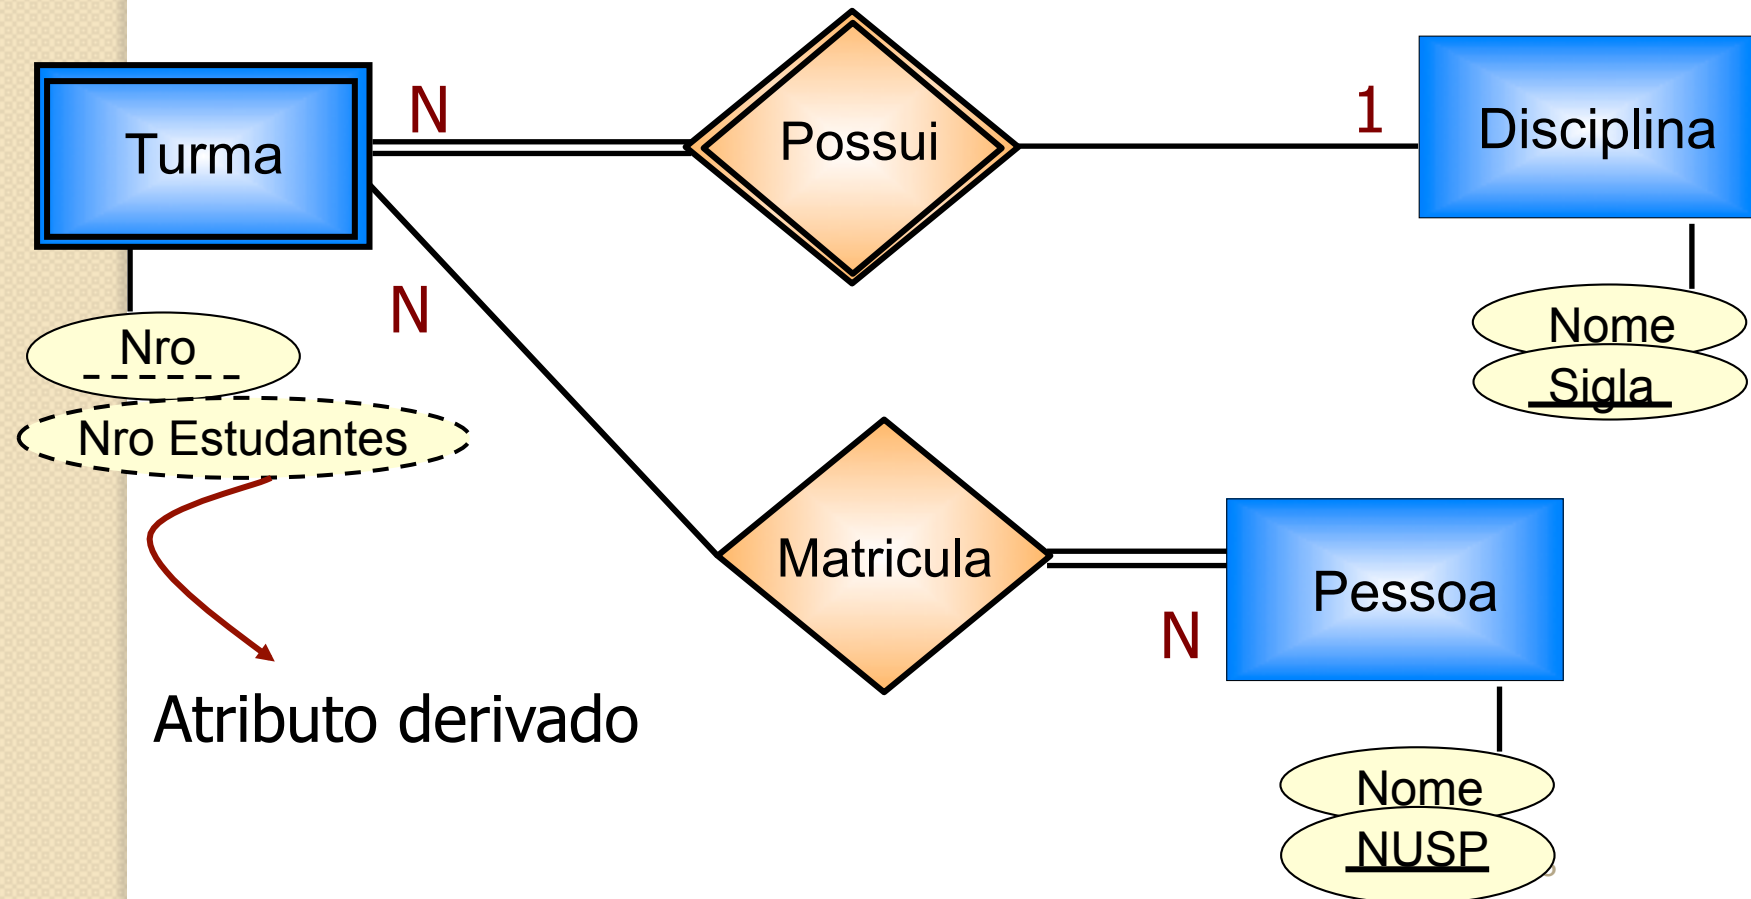 N
1
Turma
Possui
Disciplina
N
Nro
Nro Estudantes
Nome
Sigla
Matricula
Pessoa
N
Atributo derivado
Nome
NUSP